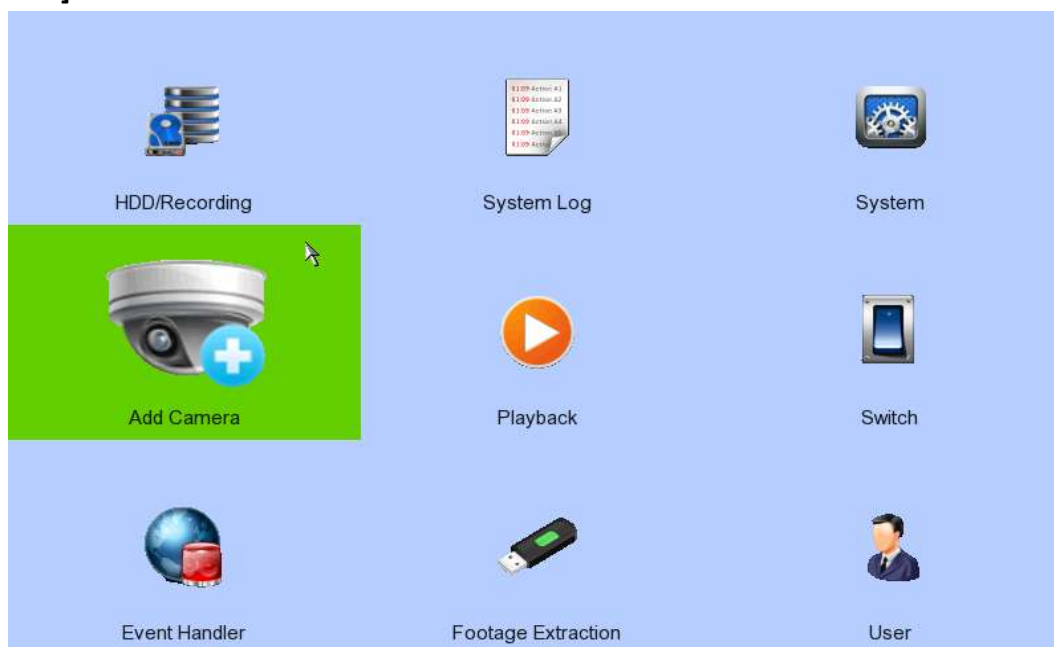 HDD/Recording
System Log
System
Add Camera
Playback
Switch
Event Handler
Footage Extraction
User